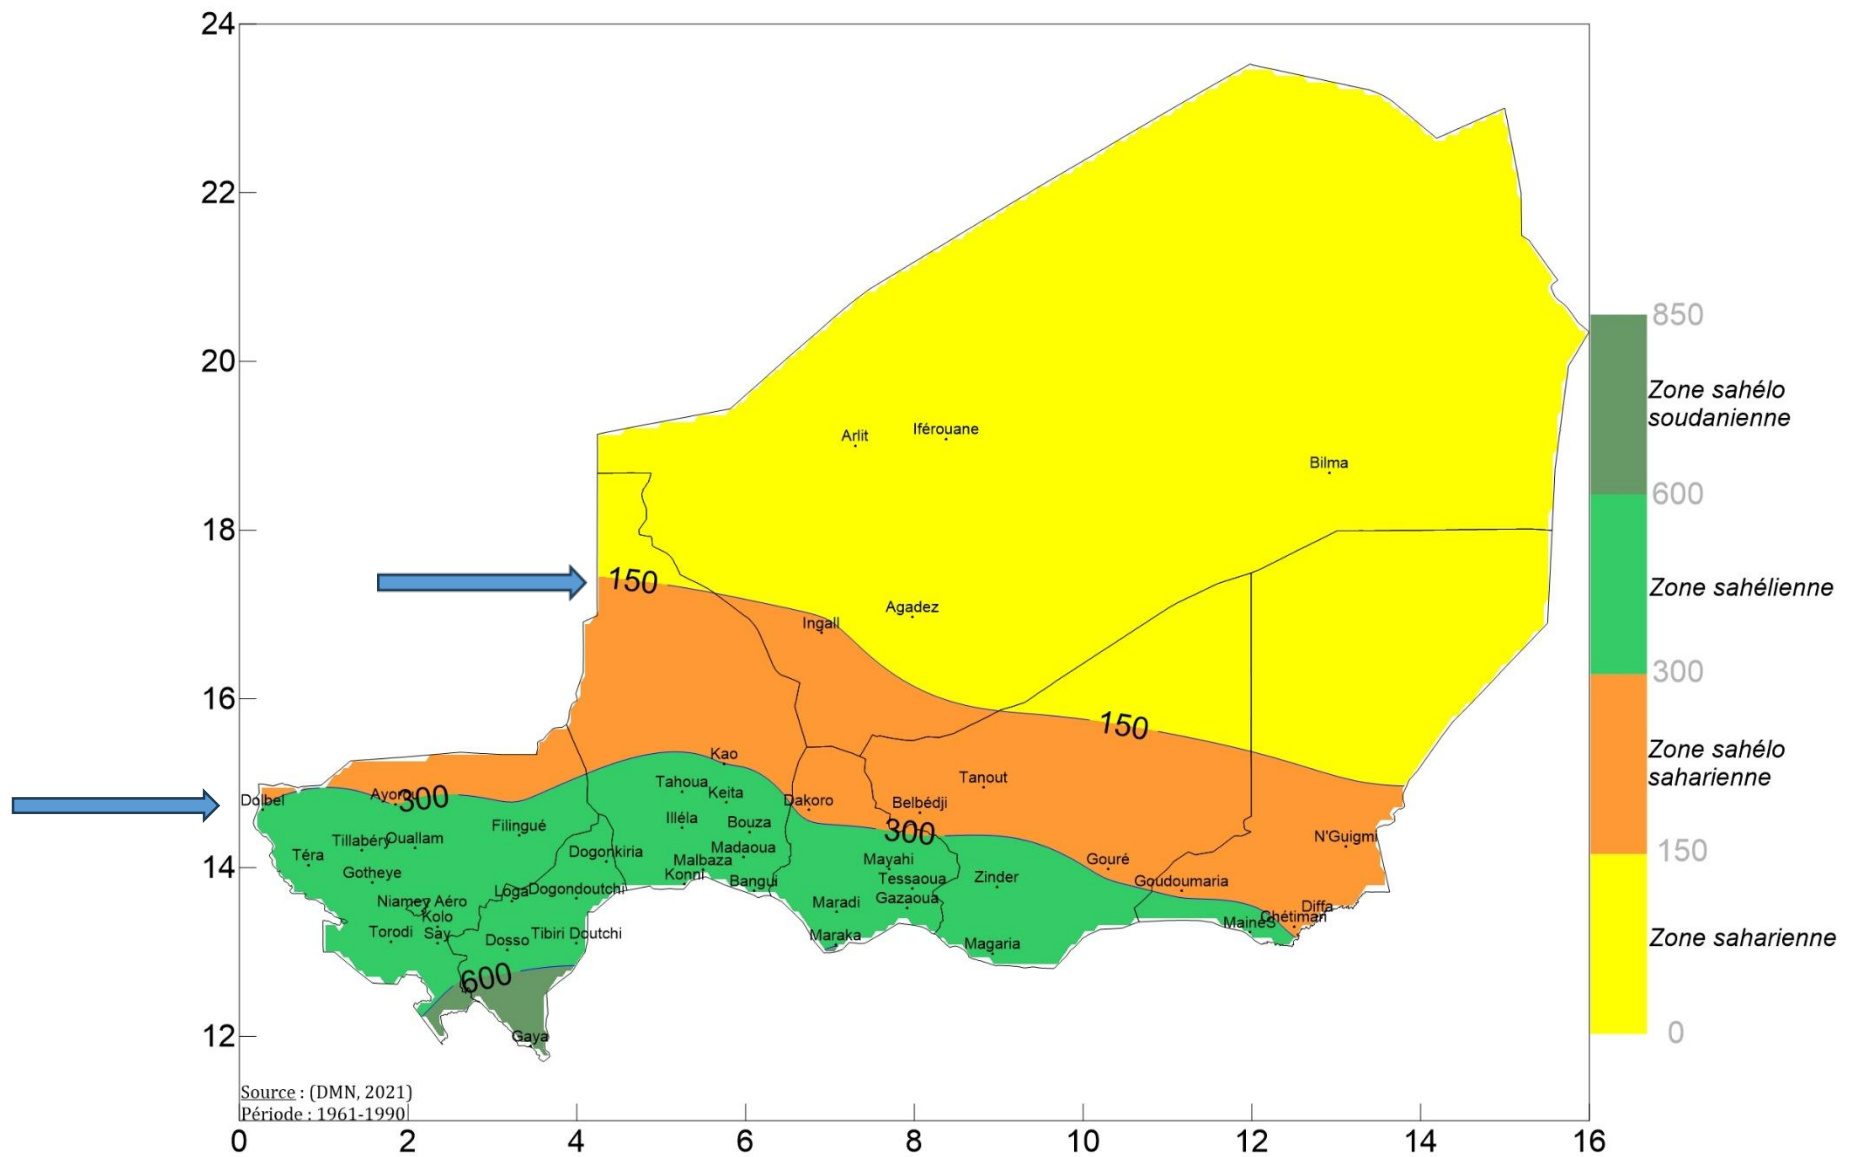 24
22
20
18
16
14
12
0
2
4
6
8
10
12
14
16
Arlit
Iférouane
Bilma
150
Agadez
Ingall
150
Kao
Tahoua
Keita
Tanout
Dolbel
Ayorou
300
Dakoro
Belbédji
Illéla
Bouza
Filingué
300
Tillabéry
Ouallam
N'Guigmi
Téra
Dogonkiria
Madaoua
Malbaza
Mayahi
Gouré
Gotheye
Konni
Bangui
Tessaoua
Zinder
Goudoumaria
Loga
Dogondoutchi
Gazaoua
Niamey Aéro
Maradi
Diffa
Kolo
Chétiman
MaineS
Torodi
Say
Dosso
Tibiri Doutchi
Maraka
Magaria
600
Gaya
Source : (DMN, 2021)
Période : 1961-1990
850
Zone sahélo
soudanienne
600
Zone sahélienne
300
Zone sahélo
saharienne
150
Zone saharienne
0